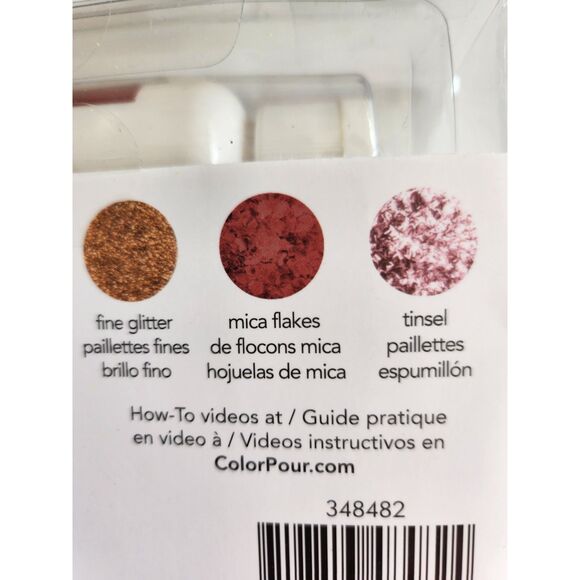 fine glitter
paillettes fines
brillo fino
mica flakes
de flocons mica
hojuelas de mica
tinsel
paillettes
espumillón
How-To videos at / Guide pratique
en video à / Videos instructivos en
ColorPour.com
348482